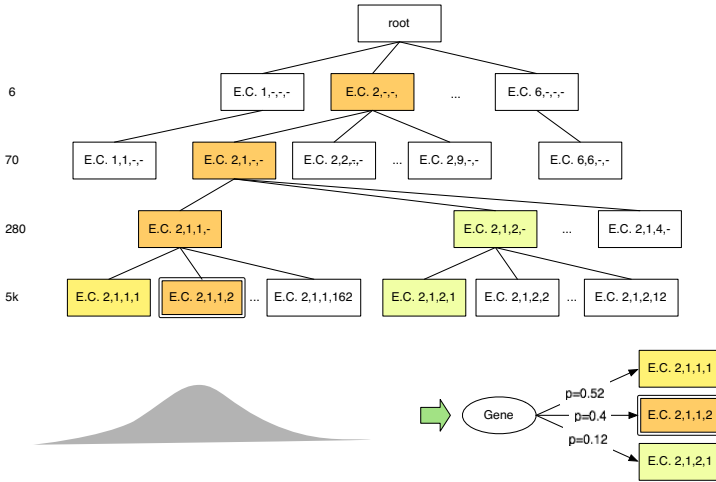 root
6
E.C. 1,-,-,-
E.C. 2,-,-,
...
E.C. 6,-,-,-
70
E.C. 1,1,-,-
E.C. 2,1,-,-
E.C. 2,2,-,-
...
E.C. 2,9,-,-
E.C. 6,6,-,-
280
E.C. 2,1,1,-
E.C. 2,1,2,-
...
E.C. 2,1,4,-
5k
E.C. 2,1,1,1
E.C. 2,1,1,2
...
E.C. 2,1,1,162
E.C. 2,1,2,1
E.C. 2,1,2,2
...
E.C. 2,1,2,12
E.C. 2,1,1,1
p=0.52
Gene
p=0.4
E.C. 2,1,1,2
p=0.12
E.C. 2,1,2,1